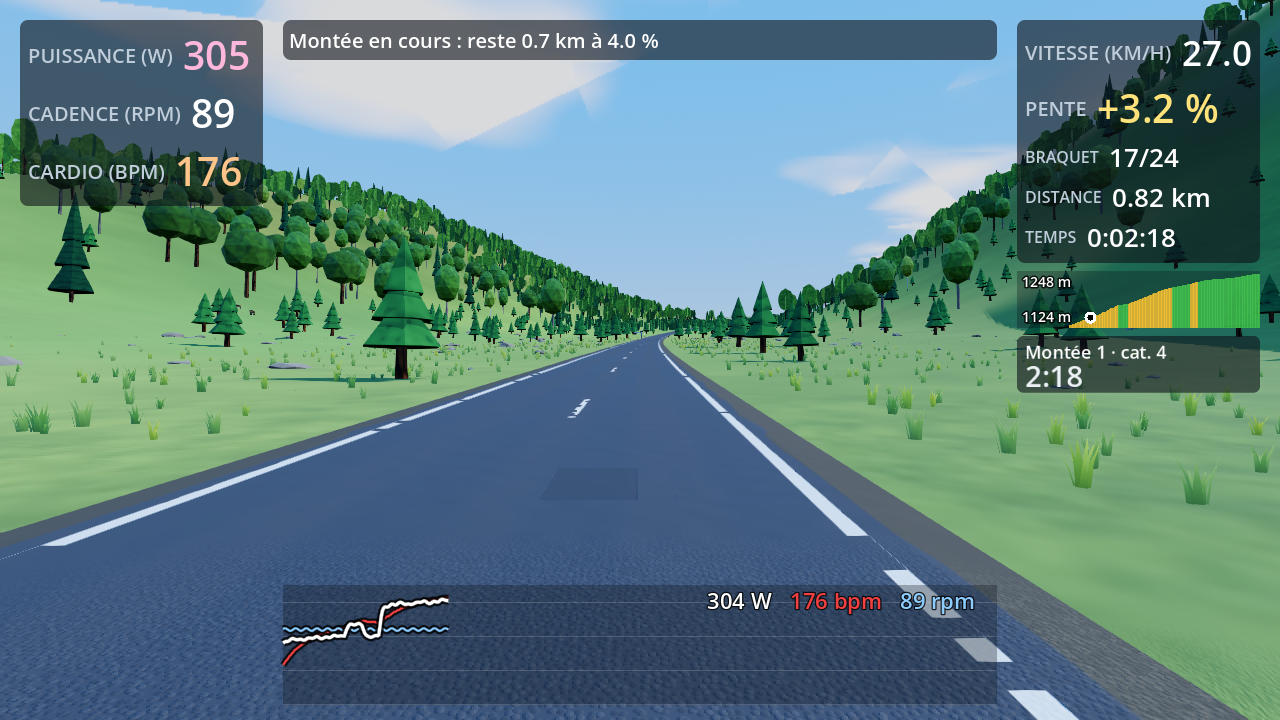 PUISSANCE (W) 305
CADENCE (RPM) 89
CARDIO (BPM) 176
Montée en cours : reste 0.7 km à 4.0 %
VITESSE (KM/H) 27.0
PENTE +3.2 %
BRAQUET 17/24
DISTANCE 0.82 km
TEMPS 0:02:18
1248 m
1124 m
Montée 1 · cat. 4
2:18
304 W 176 bpm 89 rpm